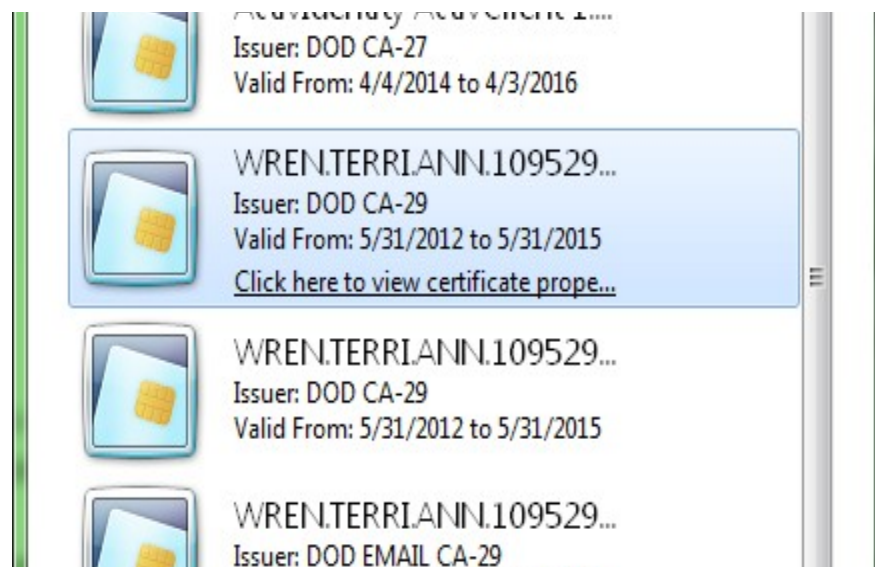 ActivIdentity ActivClient 1....
Issuer: DOD CA-27
Valid From: 4/4/2014 to 4/3/2016
WREN.TERRI.ANN.109529...
Issuer: DOD CA-29
Valid From: 5/31/2012 to 5/31/2015
Click here to view certificate prope...
WREN.TERRI.ANN.109529...
Issuer: DOD CA-29
Valid From: 5/31/2012 to 5/31/2015
WREN.TERRI.ANN.109529...
Issuer: DOD EMAIL CA-29